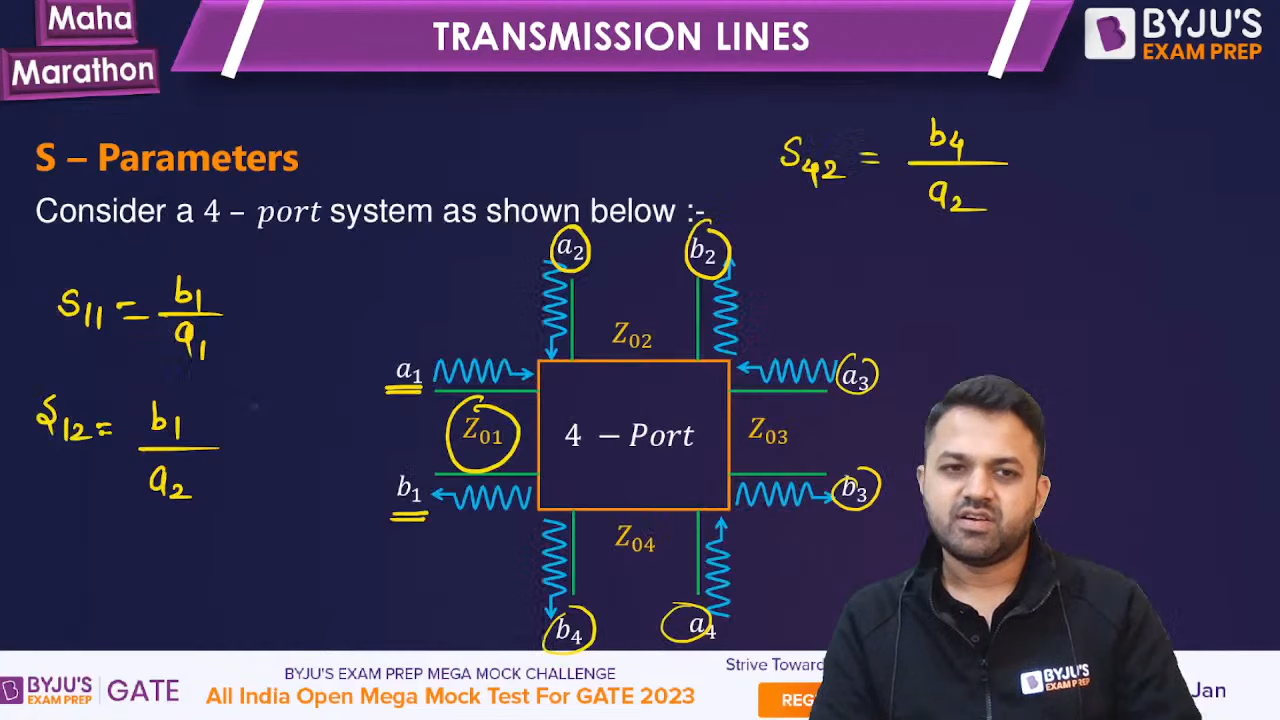 Maha
Marathon
TRANSMISSION LINES
BYJU'S
EXAM PREP
S – Parameters
Consider a 4 – port system as shown below :-
S₄₂ = b₄ / a₂
S₁₁ = b₁ / a₁
S₁₂ = b₁ / a₂
a₂
b₂
Z₀₂
a₁
a₃
Z₀₁
4 – Port
Z₀₃
b₁
b₃
Z₀₄
b₄
a₄
BYJU'S
EXAM PREP
BYJU'S
EXAM PREP
GATE
BYJU'S EXAM PREP MEGA MOCK CHALLENGE
All India Open Mega Mock Test For GATE 2023
Strive Toward
REG
Jan